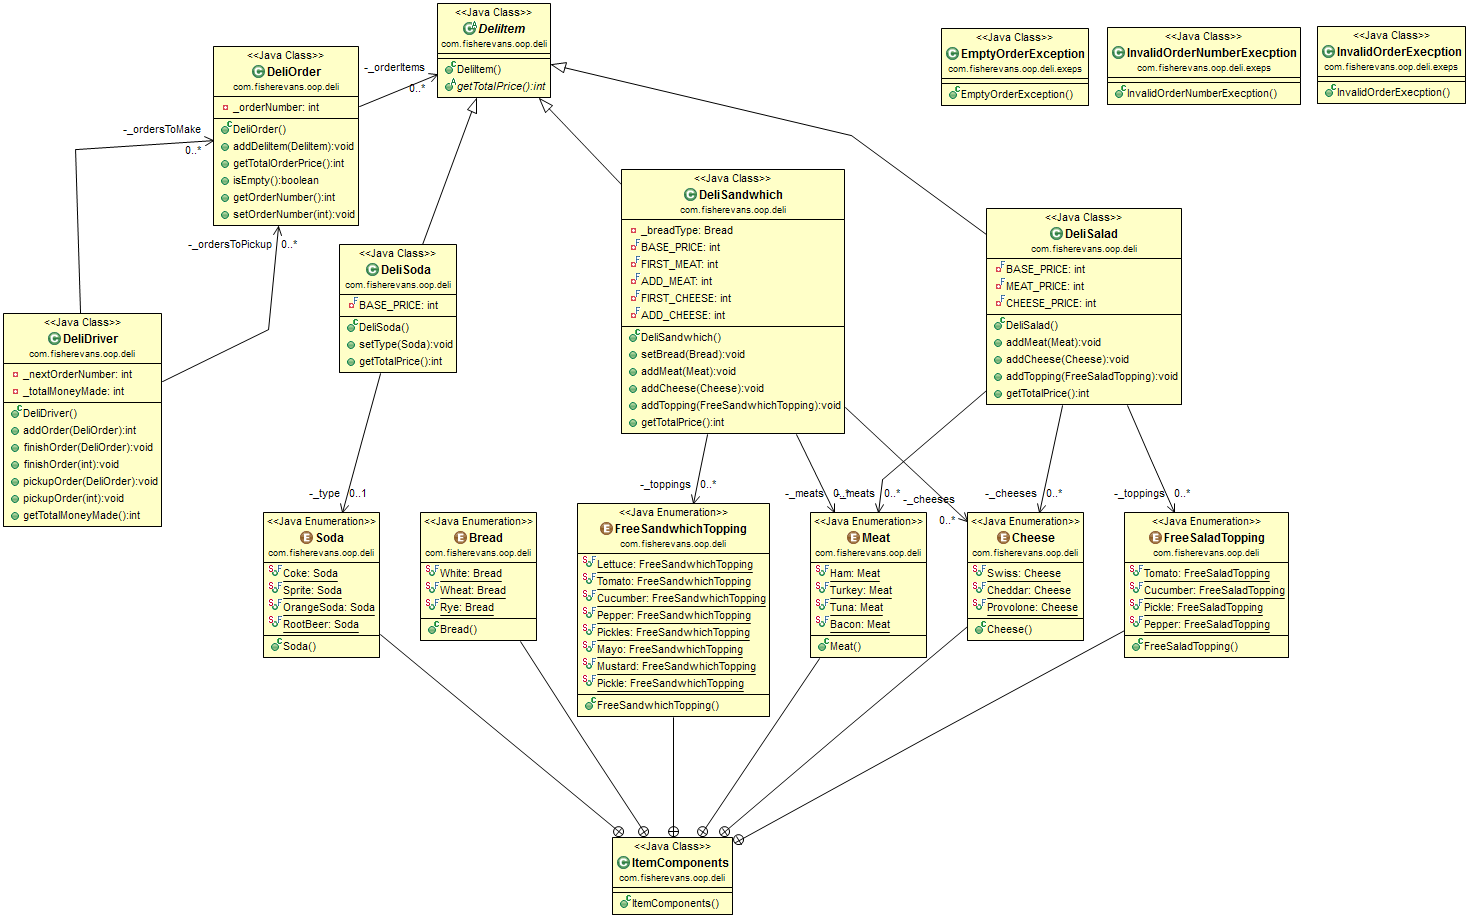 <<Java Class>>
DeliItem
com.fisherevans.oop.deli
DeliItem()
getTotalPrice():int
<<Java Class>>
DeliOrder
com.fisherevans.oop.deli
_orderNumber: int
DeliOrder()
addDeliItem(DeliItem):void
getTotalOrderPrice():int
isEmpty():boolean
getOrderNumber():int
setOrderNumber(int):void
-_orderItems
0..*
-_ordersToMake
0..*
-_ordersToPickup
0..*
<<Java Class>>
EmptyOrderException
com.fisherevans.oop.deli.exeps
EmptyOrderException()
<<Java Class>>
InvalidOrderNumberExecption
com.fisherevans.oop.deli.exeps
InvalidOrderNumberExecption()
<<Java Class>>
InvalidOrderExecption
com.fisherevans.oop.deli.exeps
InvalidOrderExecption()
<<Java Class>>
DeliDriver
com.fisherevans.oop.deli
_nextOrderNumber: int
_totalMoneyMade: int
DeliDriver()
addOrder(DeliOrder):int
finishOrder(DeliOrder):void
finishOrder(int):void
pickupOrder(DeliOrder):void
pickupOrder(int):void
getTotalMoneyMade():int
<<Java Class>>
DeliSoda
com.fisherevans.oop.deli
BASE_PRICE: int
DeliSoda()
setType(Soda):void
getTotalPrice():int
<<Java Class>>
DeliSandwhich
com.fisherevans.oop.deli
_breadType: Bread
BASE_PRICE: int
FIRST_MEAT: int
ADD_MEAT: int
FIRST_CHEESE: int
ADD_CHEESE: int
DeliSandwhich()
setBread(Bread):void
addMeat(Meat):void
addCheese(Cheese):void
addTopping(FreeSandwhichTopping):void
getTotalPrice():int
<<Java Class>>
DeliSalad
com.fisherevans.oop.deli
BASE_PRICE: int
MEAT_PRICE: int
CHEESE_PRICE: int
DeliSalad()
addMeat(Meat):void
addCheese(Cheese):void
addTopping(FreeSaladTopping):void
getTotalPrice():int
-_type
0..1
-_toppings
0..*
-_meats
0..*
-_meats
0..*
-_cheeses
0..*
-_cheeses
0..*
-_toppings
0..*
<<Java Enumeration>>
Soda
com.fisherevans.oop.deli
Coke: Soda
Sprite: Soda
OrangeSoda: Soda
RootBeer: Soda
Soda()
<<Java Enumeration>>
Bread
com.fisherevans.oop.deli
White: Bread
Wheat: Bread
Rye: Bread
Bread()
<<Java Enumeration>>
FreeSandwhichTopping
com.fisherevans.oop.deli
Lettuce: FreeSandwhichTopping
Tomato: FreeSandwhichTopping
Cucumber: FreeSandwhichTopping
Pepper: FreeSandwhichTopping
Pickles: FreeSandwhichTopping
Mayo: FreeSandwhichTopping
Mustard: FreeSandwhichTopping
Pickle: FreeSandwhichTopping
FreeSandwhichTopping()
<<Java Enumeration>>
Meat
com.fisherevans.oop.deli
Ham: Meat
Turkey: Meat
Tuna: Meat
Bacon: Meat
Meat()
<<Java Enumeration>>
Cheese
com.fisherevans.oop.deli
Swiss: Cheese
Cheddar: Cheese
Provolone: Cheese
Cheese()
<<Java Enumeration>>
FreeSaladTopping
com.fisherevans.oop.deli
Tomato: FreeSaladTopping
Cucumber: FreeSaladTopping
Pickle: FreeSaladTopping
Pepper: FreeSaladTopping
FreeSaladTopping()
<<Java Class>>
ItemComponents
com.fisherevans.oop.deli
ItemComponents()